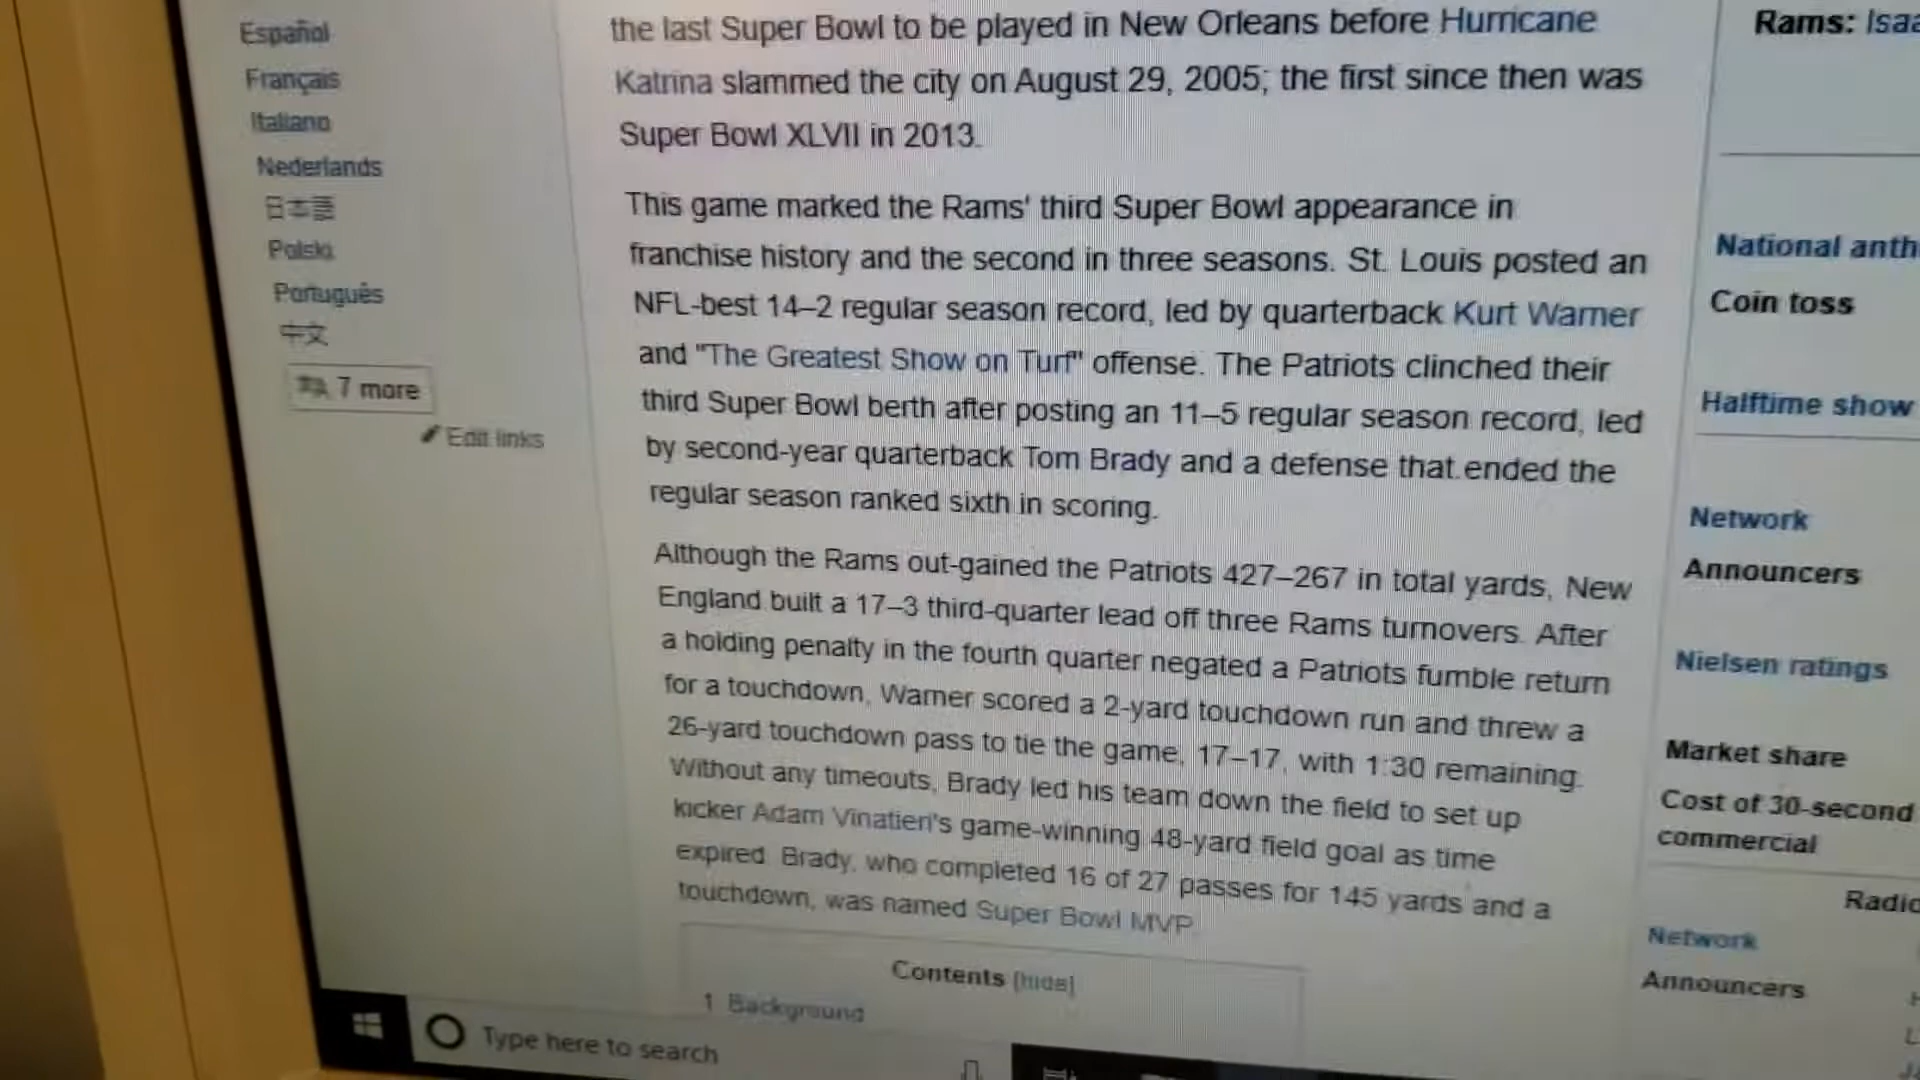 Español
Français
Italiano
Nederlands
日本語
Polski
Português
中文
7 more
Edit links
the last Super Bowl to be played in New Orleans before Hurricane
Katrina slammed the city on August 29, 2005; the first since then was
Super Bowl XLVII in 2013.
This game marked the Rams' third Super Bowl appearance in
franchise history and the second in three seasons. St. Louis posted an
NFL-best 14–2 regular season record, led by quarterback Kurt Warner
and "The Greatest Show on Turf" offense. The Patriots clinched their
third Super Bowl berth after posting an 11–5 regular season record, led
by second-year quarterback Tom Brady and a defense that ended the
regular season ranked sixth in scoring.
Although the Rams out-gained the Patriots 427–267 in total yards, New
England built a 17–3 third-quarter lead off three Rams turnovers. After
a holding penalty in the fourth quarter negated a Patriots fumble return
for a touchdown, Warner scored a 2-yard touchdown run and threw a
26-yard touchdown pass to tie the game, 17–17, with 1:30 remaining.
Without any timeouts, Brady led his team down the field to set up
kicker Adam Vinatieri's game-winning 48-yard field goal as time
expired. Brady, who completed 16 of 27 passes for 145 yards and a
touchdown, was named Super Bowl MVP.
Contents [hide]
1 Background
Rams: Isaa
National anth
Coin toss
Halftime show
Network
Announcers
Nielsen ratings
Market share
Cost of 30-second
commercial
Radio
Network
Announcers
Type here to search